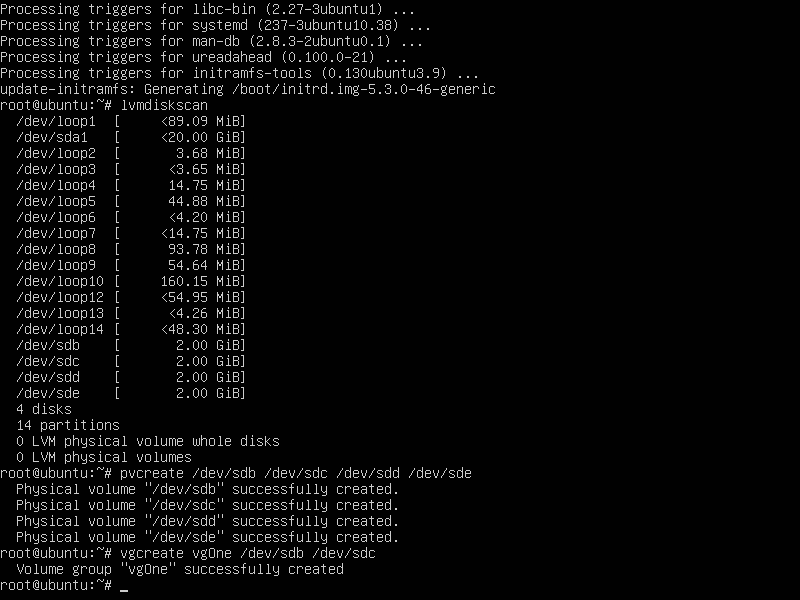 Processing triggers for libc-bin (2.27-3ubuntu1) ...
Processing triggers for systemd (237-3ubuntu10.38) ...
Processing triggers for man-db (2.8.3-2ubuntu0.1) ...
Processing triggers for ureadahead (0.100.0-21) ...
Processing triggers for initramfs-tools (0.130ubuntu3.9) ...
update-initramfs: Generating /boot/initrd.img-5.3.0-46-generic
root@ubuntu:~# lvmdiskscan
  /dev/loop1  [     <89.09 MiB]
  /dev/sda1   [     <20.00 GiB]
  /dev/loop2  [       3.68 MiB]
  /dev/loop3  [      <3.65 MiB]
  /dev/loop4  [      14.75 MiB]
  /dev/loop5  [      44.88 MiB]
  /dev/loop6  [      <4.20 MiB]
  /dev/loop7  [     <14.75 MiB]
  /dev/loop8  [      93.78 MiB]
  /dev/loop9  [      54.64 MiB]
  /dev/loop10 [     160.15 MiB]
  /dev/loop12 [     <54.95 MiB]
  /dev/loop13 [      <4.26 MiB]
  /dev/loop14 [     <48.30 MiB]
  /dev/sdb    [       2.00 GiB]
  /dev/sdc    [       2.00 GiB]
  /dev/sdd    [       2.00 GiB]
  /dev/sde    [       2.00 GiB]
  4 disks
  14 partitions
  0 LVM physical volume whole disks
  0 LVM physical volumes
root@ubuntu:~# pvcreate /dev/sdb /dev/sdc /dev/sdd /dev/sde
  Physical volume "/dev/sdb" successfully created.
  Physical volume "/dev/sdc" successfully created.
  Physical volume "/dev/sdd" successfully created.
  Physical volume "/dev/sde" successfully created.
root@ubuntu:~# vgcreate vgOne /dev/sdb /dev/sdc
  Volume group "vgOne" successfully created
root@ubuntu:~# _